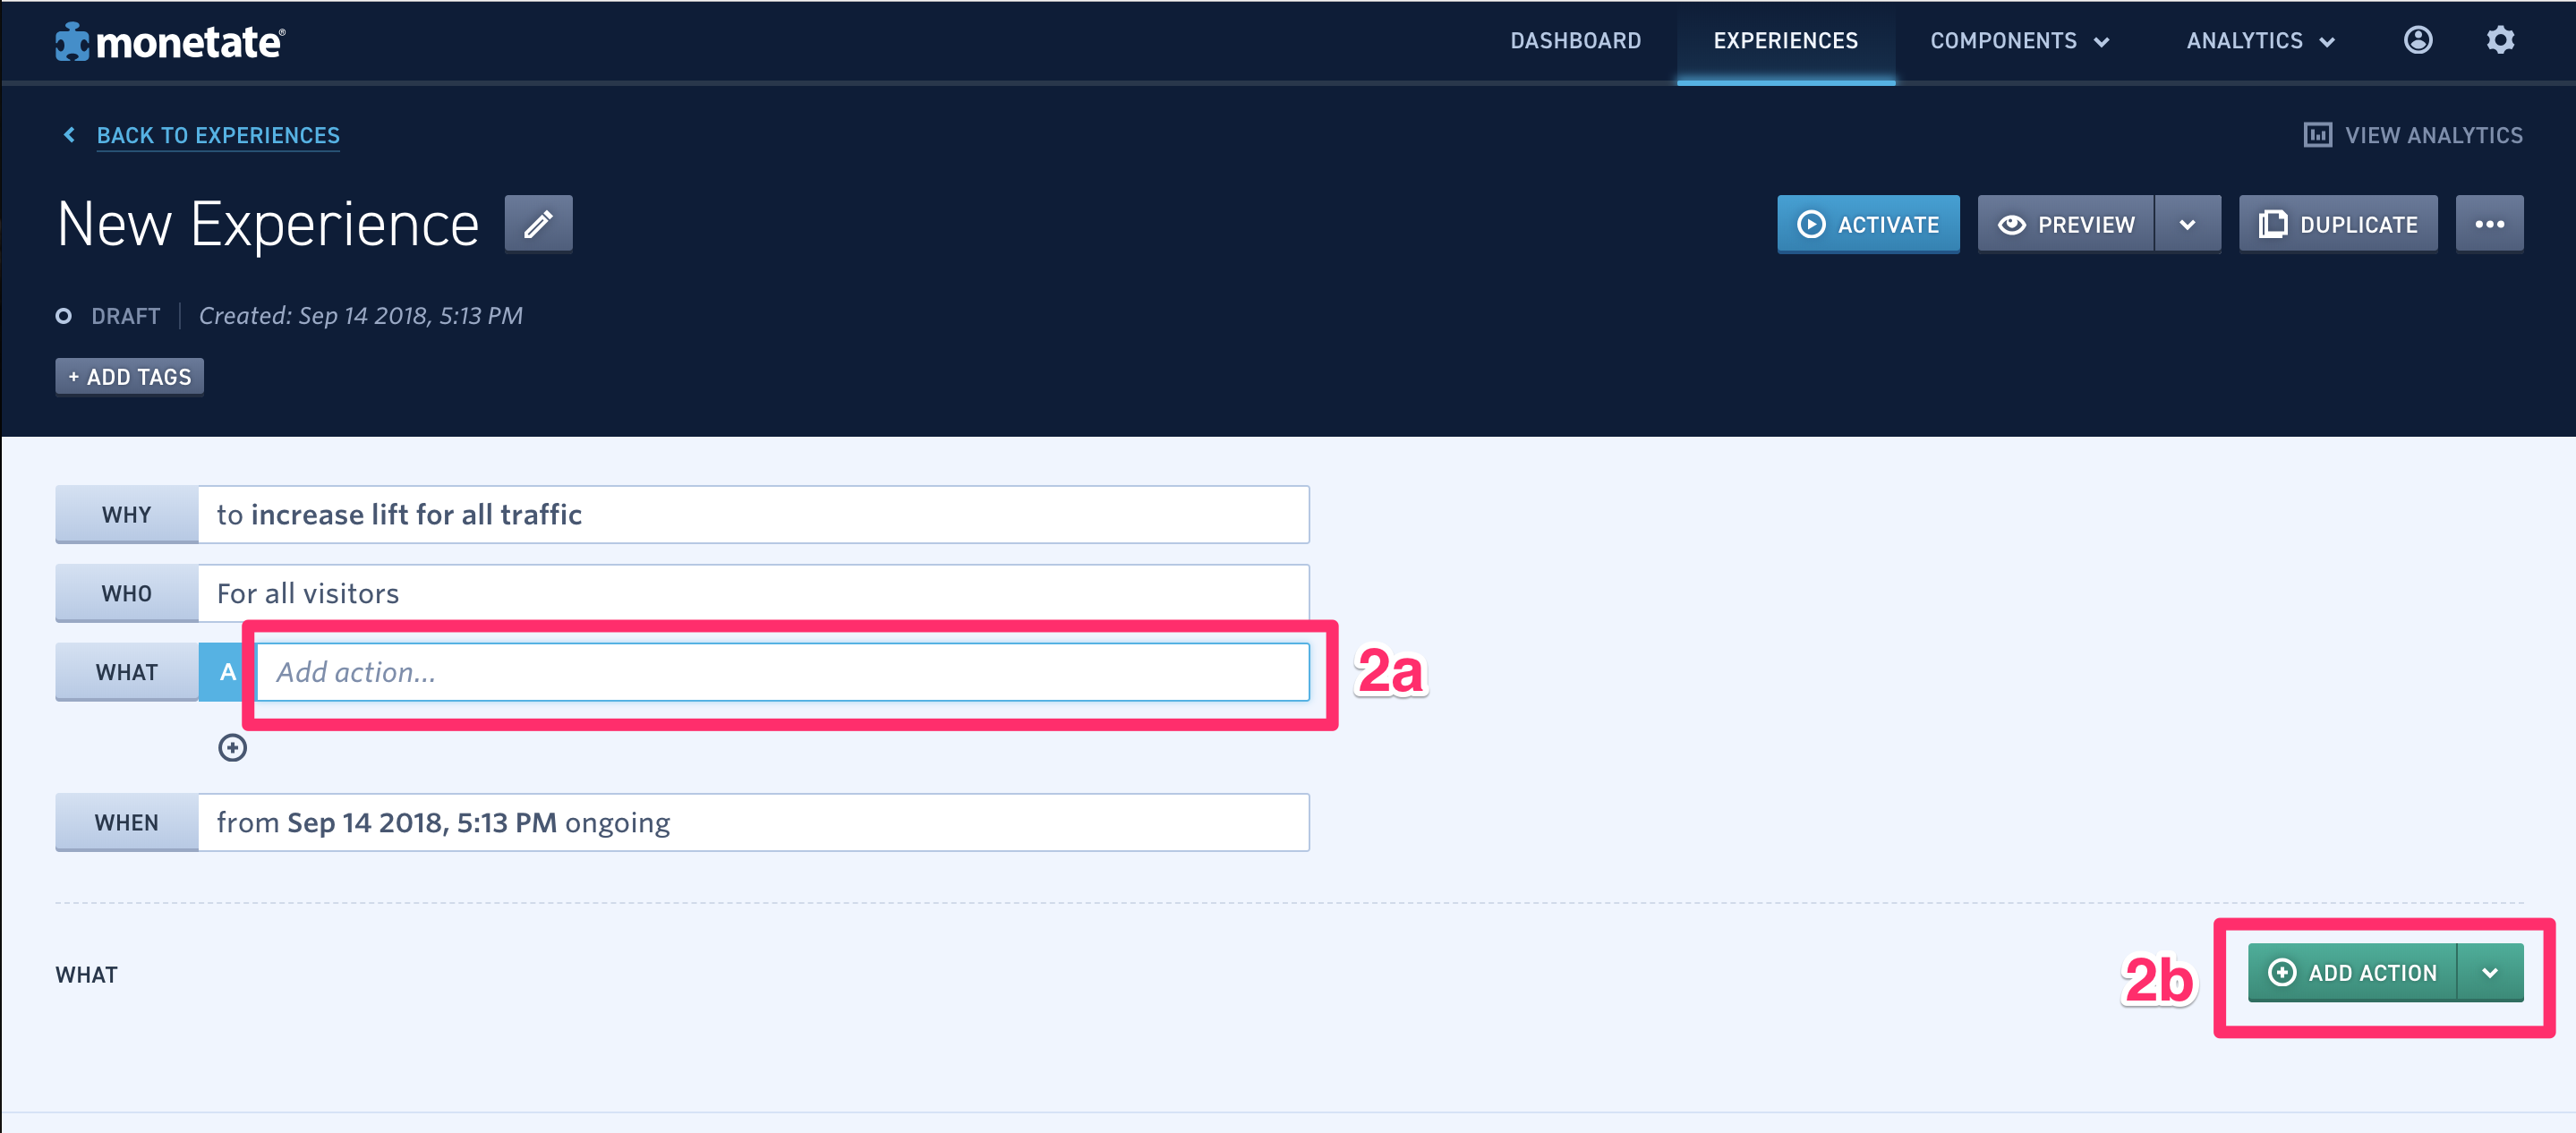 monetate®
DASHBOARD EXPERIENCES COMPONENTS ANALYTICS
BACK TO EXPERIENCES
VIEW ANALYTICS
New Experience
ACTIVATE PREVIEW DUPLICATE •••
DRAFT Created: Sep 14 2018, 5:13 PM
+ ADD TAGS
WHY to increase lift for all traffic
WHO For all visitors
WHAT A Add action... 2a
WHEN from Sep 14 2018, 5:13 PM ongoing
WHAT 2b ADD ACTION